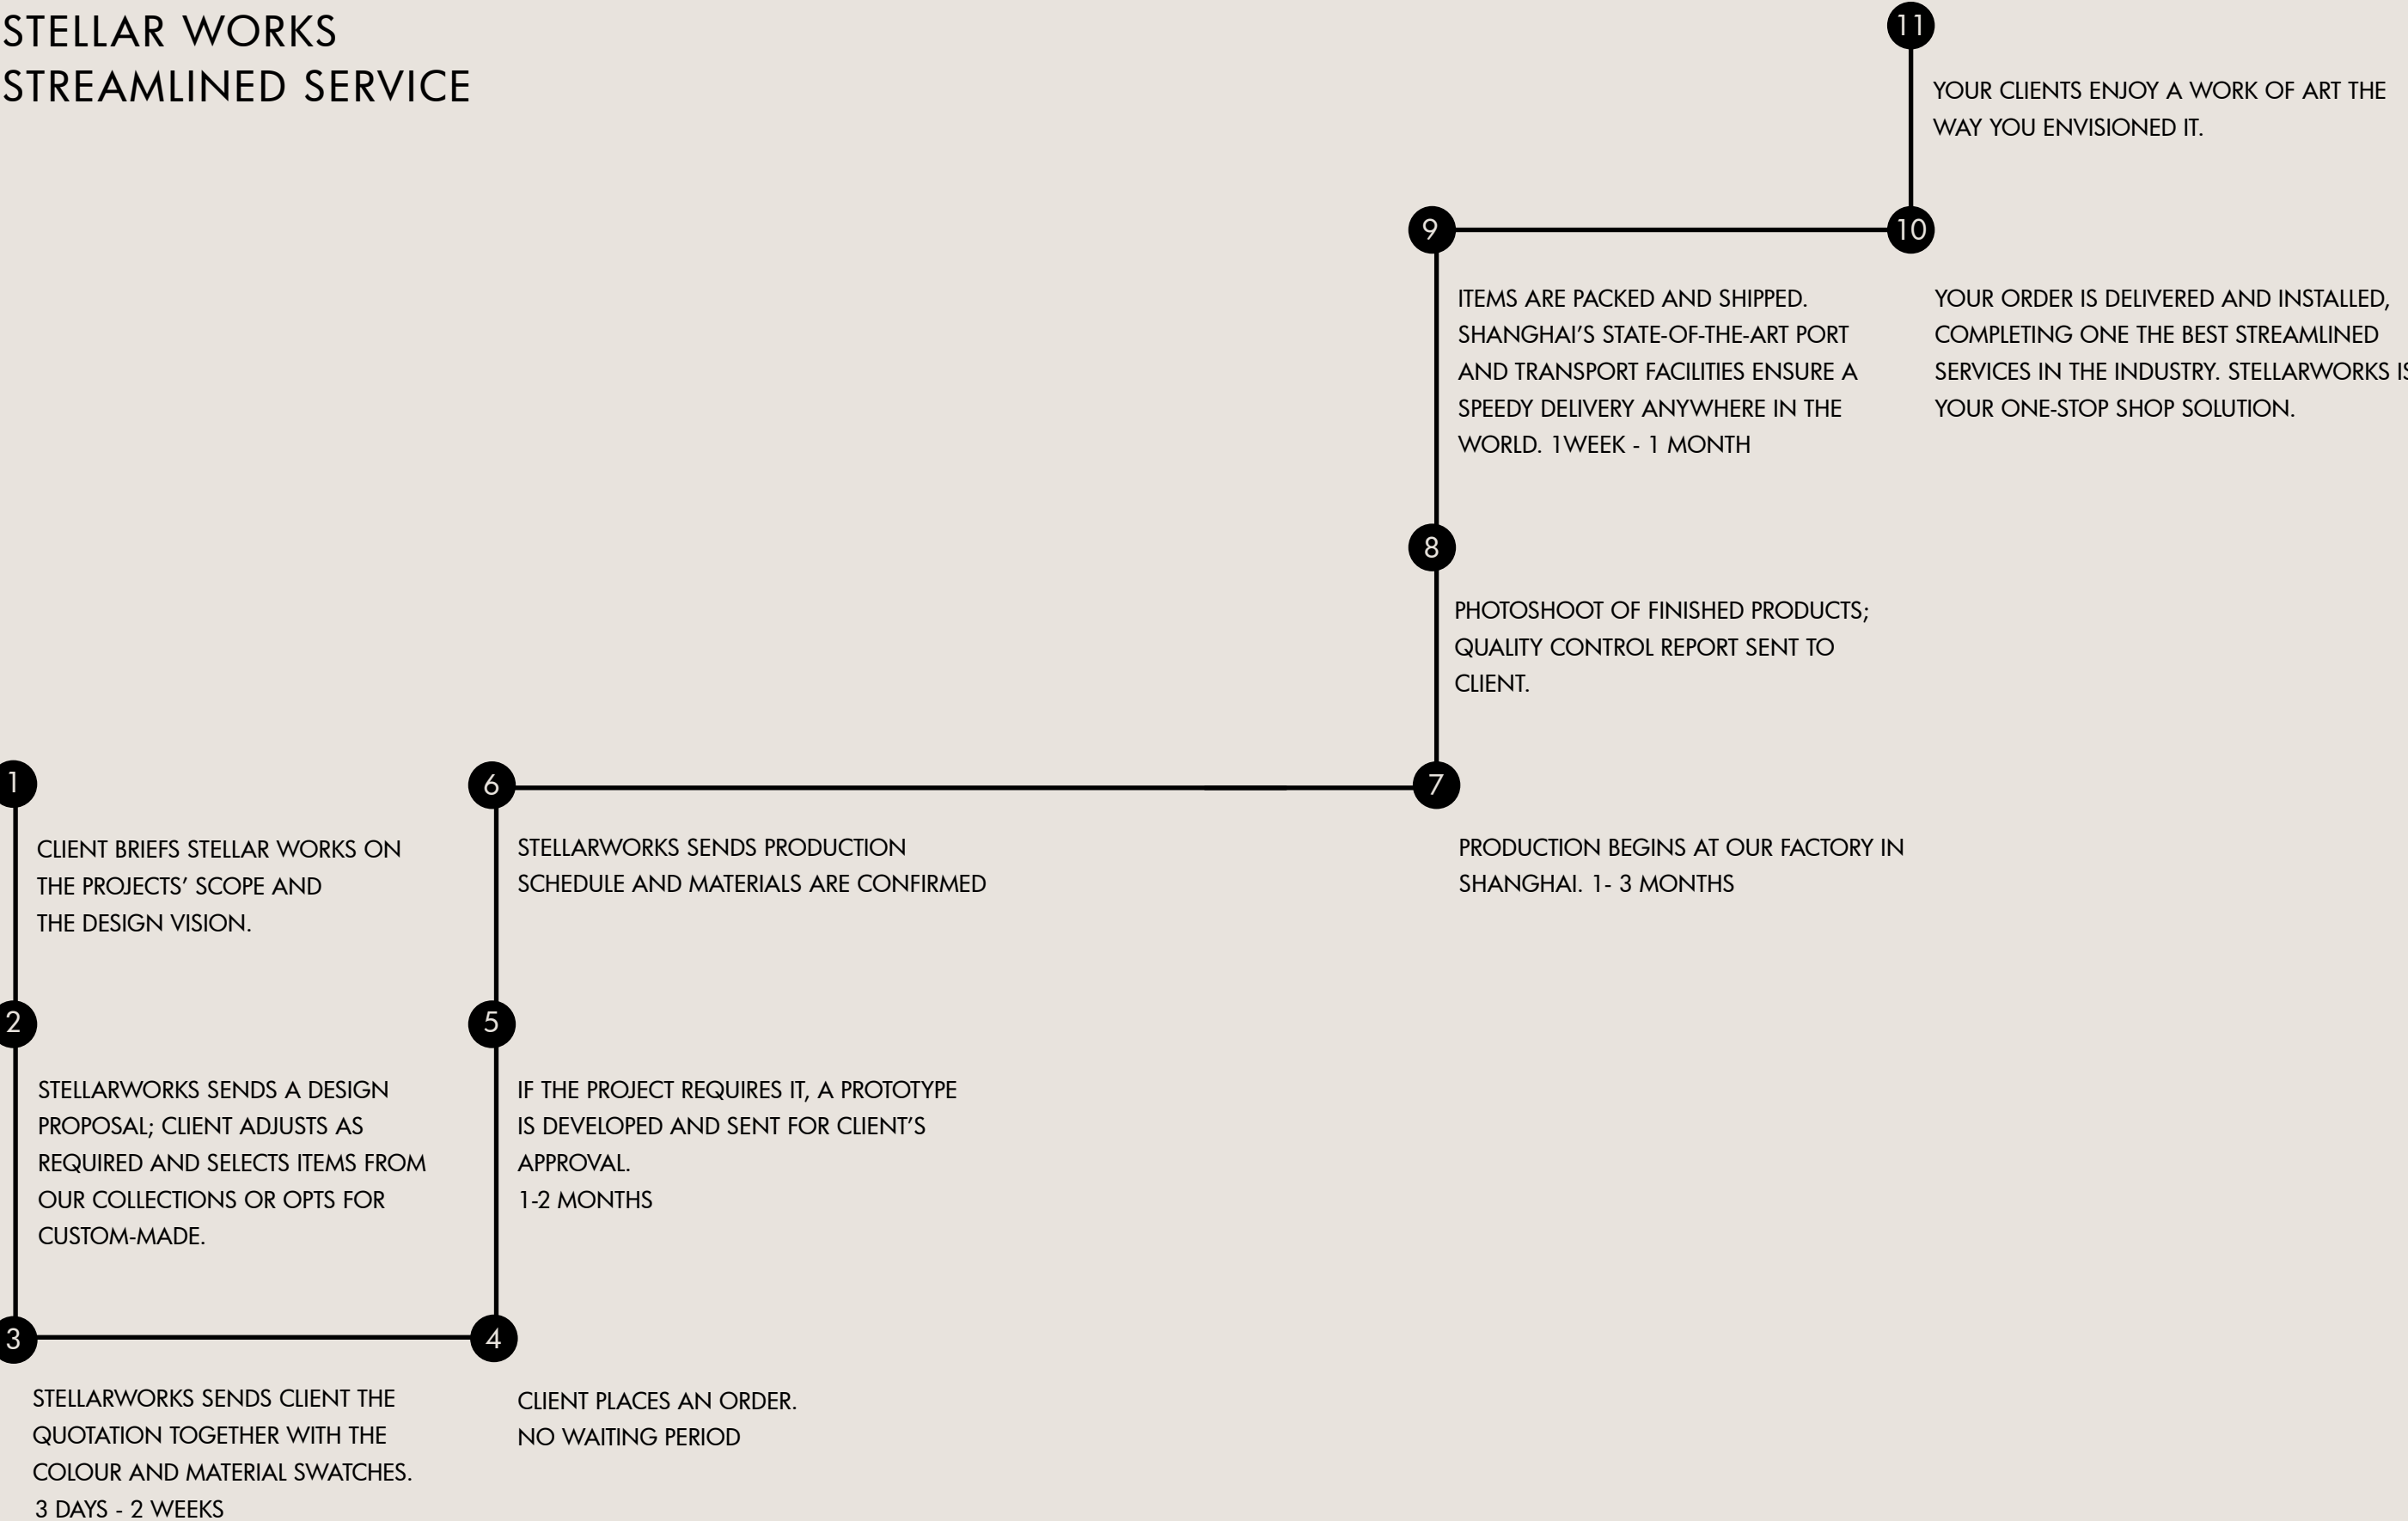 STELLAR WORKS
STREAMLINED SERVICE
1
CLIENT BRIEFS STELLAR WORKS ON
THE PROJECTS’ SCOPE AND
THE DESIGN VISION.
2
STELLARWORKS SENDS A DESIGN
PROPOSAL; CLIENT ADJUSTS AS
REQUIRED AND SELECTS ITEMS FROM
OUR COLLECTIONS OR OPTS FOR
CUSTOM-MADE.
3
STELLARWORKS SENDS CLIENT THE
QUOTATION TOGETHER WITH THE
COLOUR AND MATERIAL SWATCHES.
3 DAYS - 2 WEEKS
4
CLIENT PLACES AN ORDER.
NO WAITING PERIOD
5
IF THE PROJECT REQUIRES IT, A PROTOTYPE
IS DEVELOPED AND SENT FOR CLIENT’S
APPROVAL.
1-2 MONTHS
6
STELLARWORKS SENDS PRODUCTION
SCHEDULE AND MATERIALS ARE CONFIRMED
7
PRODUCTION BEGINS AT OUR FACTORY IN
SHANGHAI. 1- 3 MONTHS
8
PHOTOSHOOT OF FINISHED PRODUCTS;
QUALITY CONTROL REPORT SENT TO
CLIENT.
9
ITEMS ARE PACKED AND SHIPPED.
SHANGHAI’S STATE-OF-THE-ART PORT
AND TRANSPORT FACILITIES ENSURE A
SPEEDY DELIVERY ANYWHERE IN THE
WORLD. 1WEEK - 1 MONTH
10
YOUR ORDER IS DELIVERED AND INSTALLED,
COMPLETING ONE THE BEST STREAMLINED
SERVICES IN THE INDUSTRY. STELLARWORKS IS
YOUR ONE-STOP SHOP SOLUTION.
11
YOUR CLIENTS ENJOY A WORK OF ART THE
WAY YOU ENVISIONED IT.